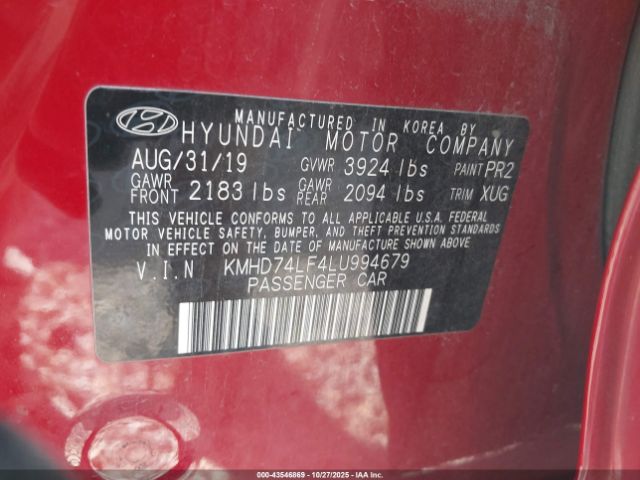 MANUFACTURED IN KOREA BY
HYUNDAI MOTOR COMPANY
AUG/31/19 GVWR 3924 lbs PAINT PR2
GAWR FRONT 2183 lbs GAWR REAR 2094 lbs TRIM XUG
THIS VEHICLE CONFORMS TO ALL APPLICABLE U.S.A. FEDERAL
MOTOR VEHICLE SAFETY, BUMPER, AND THEFT PREVENTION
STANDARDS IN EFFECT ON THE DATE OF MANUFACTURE SHOWN ABOVE.
V.I.N KMHD74LF4LU994679
PASSENGER CAR
000-43546869 | 10/27/2025 | IAAI.COM